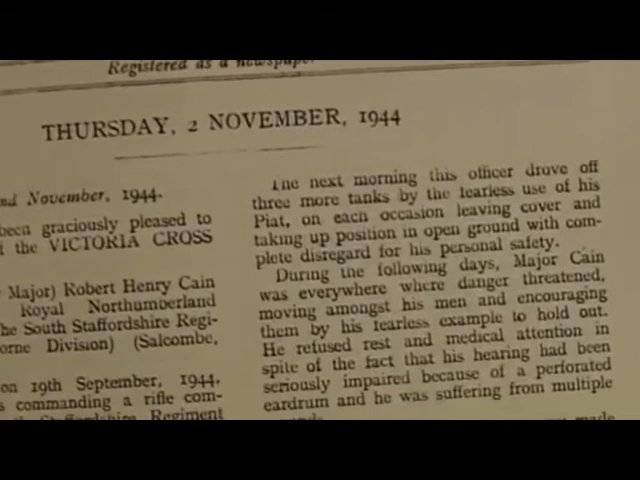 Registered as a newspaper.
THURSDAY, 2 NOVEMBER, 1944
November, 1944.
been graciously pleased to
the VICTORIA CROSS
Major) Robert Henry Cain
Royal Northumberland
the South Staffordshire Regi-
Division) (Salcombe,
on 19th September, 1944,
commanding a rifle com-
Staffordshire Regiment
The next morning this officer drove off
three more tanks by the fearless use of his
Piat, on each occasion leaving cover and
taking up position in open ground with com-
plete disregard for his personal safety.
During the following days, Major Cain
was everywhere where danger threatened,
moving amongst his men and encouraging
them by his fearless example to hold out.
He refused rest and medical attention in
spite of the fact that his hearing had been
seriously impaired because of a perforated
eardrum and he was suffering from multiple
made